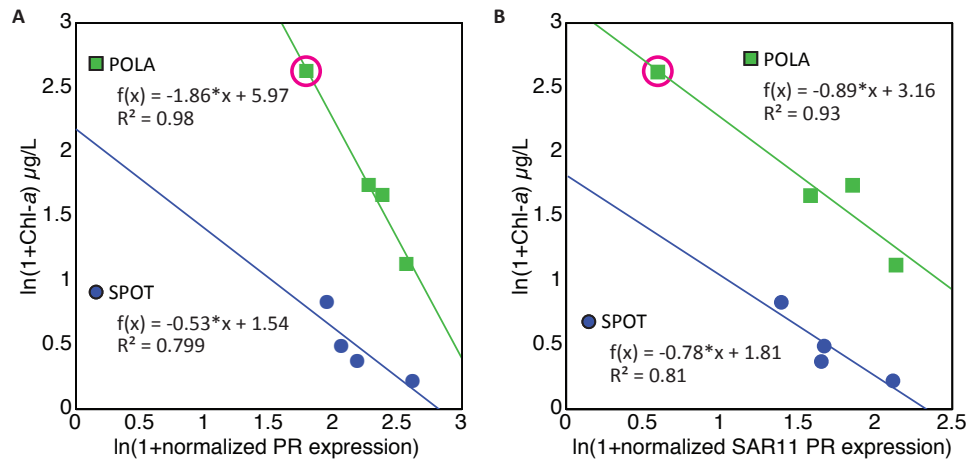 A
3
2.5
2
1.5
1
0.5
0
ln(1+Chl-a) µg/L
POLA
f(x) = -1.86*x + 5.97
R² = 0.98
SPOT
f(x) = -0.53*x + 1.54
R² = 0.799
0 0.5 1 1.5 2 2.5 3
ln(1+normalized PR expression)
B
3
2.5
2
1.5
1
0.5
0
ln(1+Chl-a) µg/L
POLA
f(x) = -0.89*x + 3.16
R² = 0.93
SPOT
f(x) = -0.78*x + 1.81
R² = 0.81
0 0.5 1 1.5 2 2.5
ln(1+normalized SAR11 PR expression)